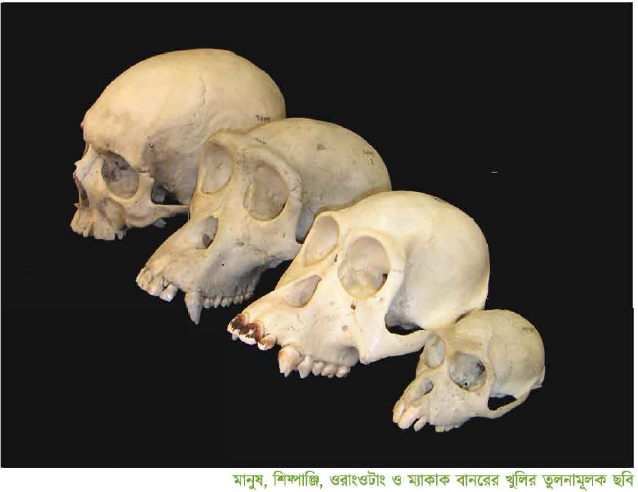 মানুষ, শিম্পাঞ্জি, ওরাংওটাং ও ম্যাকাক বানরের খুলির তুলনামূলক ছবি